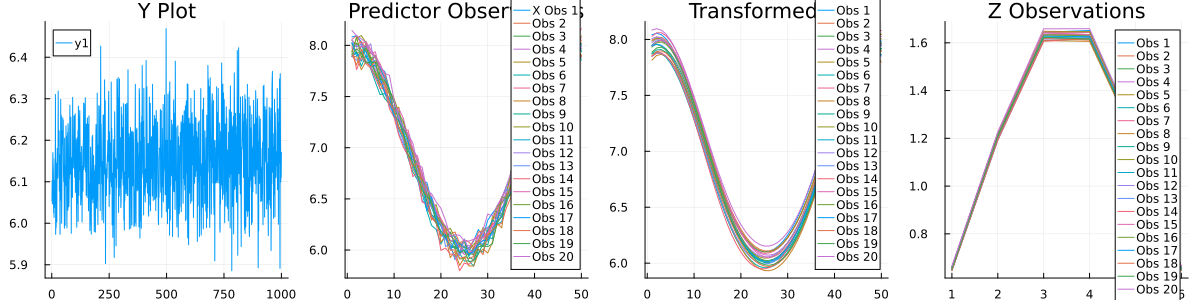 Y Plot
y1
6.4
6.3
6.2
6.1
6.0
5.9
0
250
500
750
1000
Predictor Obser
X Obs 1
Obs 2
Obs 3
Obs 4
Obs 5
Obs 6
Obs 7
Obs 8
Obs 9
Obs 10
Obs 11
Obs 12
Obs 13
Obs 14
Obs 15
Obs 16
Obs 17
Obs 18
Obs 19
Obs 20
8.0
7.5
7.0
6.5
6.0
0
10
20
30
40
50
Transformed
Obs 1
Obs 2
Obs 3
Obs 4
Obs 5
Obs 6
Obs 7
Obs 8
Obs 9
Obs 10
Obs 11
Obs 12
Obs 13
Obs 14
Obs 15
Obs 16
Obs 17
Obs 18
Obs 19
Obs 20
8.0
7.5
7.0
6.5
6.0
0
10
20
30
40
50
Z Observations
Obs 1
Obs 2
Obs 3
Obs 4
Obs 5
Obs 6
Obs 7
Obs 8
Obs 9
Obs 10
Obs 11
Obs 12
Obs 13
Obs 14
Obs 15
Obs 16
Obs 17
Obs 18
Obs 19
Obs 20
1.6
1.4
1.2
1.0
0.8
1
2
3
4